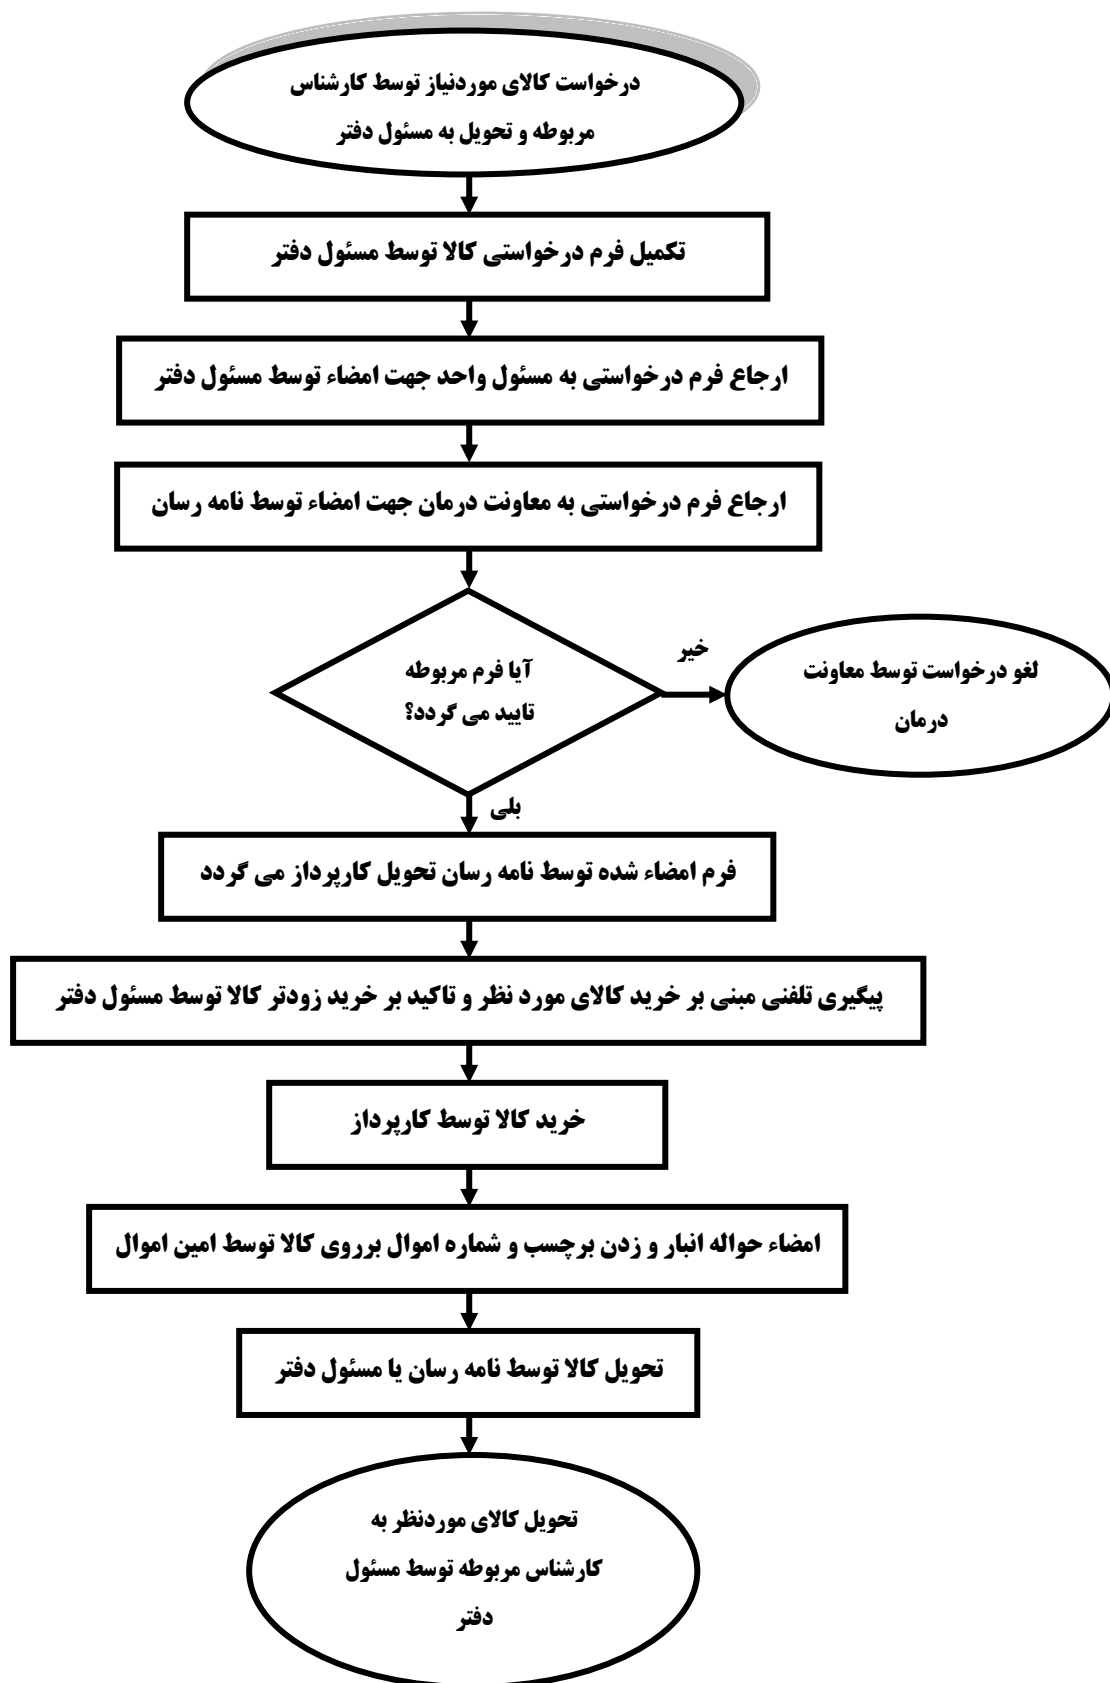 درخواست کالای موردنیاز توسط کارشناس
مربوطه و تحویل به مسئول دفتر
تکمیل فرم درخواستی کالا توسط مسئول دفتر
ارجاع فرم درخواستی به مسئول واحد جهت امضاء توسط مسئول دفتر
ارجاع فرم درخواستی به معاونت درمان جهت امضاء توسط نامه رسان
آیا فرم مربوطه
تایید می گردد؟
خیر
لغو درخواست توسط معاونت
درمان
بلی
فرم امضاء شده توسط نامه رسان تحویل کارپرداز می گردد
پیگیری تلفنی مبنی بر خرید کالای مورد نظر و تاکید بر خرید زودتر کالا توسط مسئول دفتر
خرید کالا توسط کارپرداز
امضاء حواله انبار و زدن برچسب و شماره اموال برروی کالا توسط امین اموال
تحویل کالا توسط نامه رسان یا مسئول دفتر
تحویل کالای موردنظر به
کارشناس مربوطه توسط مسئول
دفتر